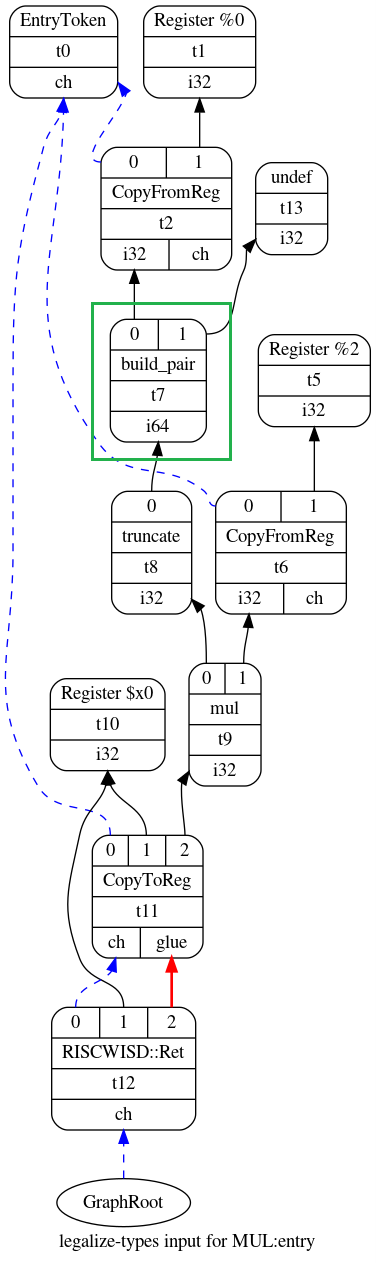 EntryToken
t0
ch
Register %0
t1
i32
0 1
CopyFromReg
t2
i32 ch
undef
t13
i32
0 1
build_pair
t7
i64
Register %2
t5
i32
0
truncate
t8
i32
0 1
CopyFromReg
t6
i32 ch
0 1
mul
t9
i32
Register $x0
t10
i32
0 1 2
CopyToReg
t11
ch glue
0 1 2
RISCWISD::Ret
t12
ch
GraphRoot
legalize-types input for MUL:entry